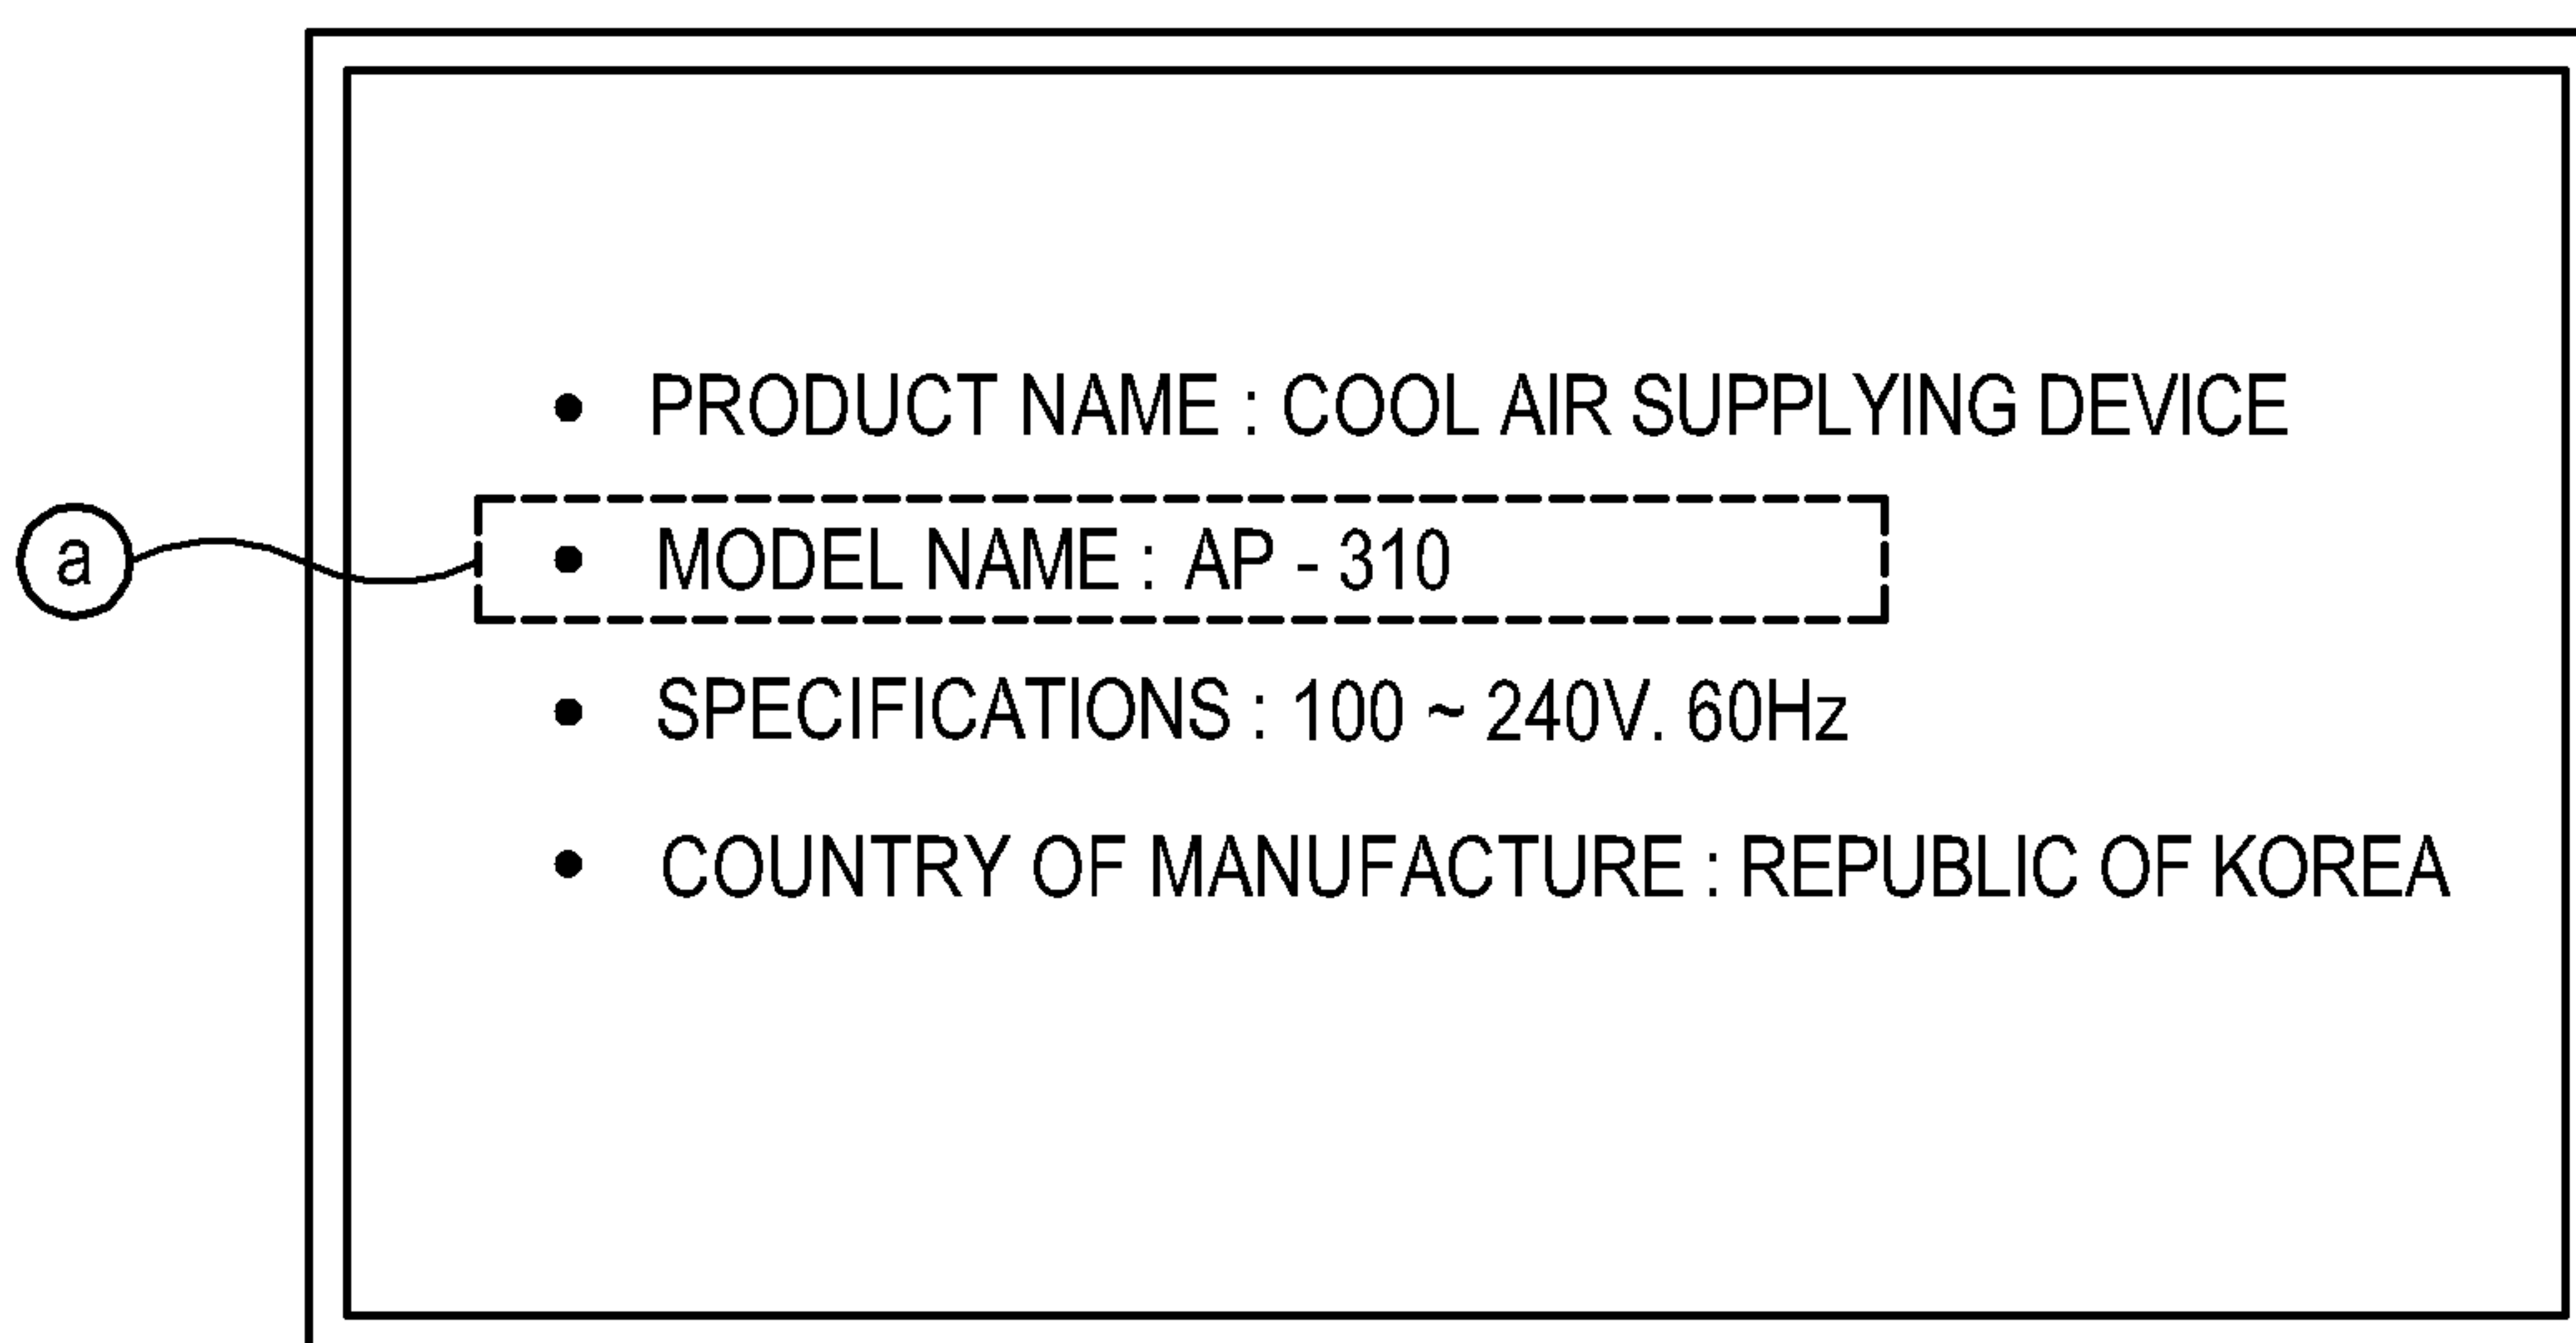 • PRODUCT NAME : COOL AIR SUPPLYING DEVICE
a • MODEL NAME : AP - 310
• SPECIFICATIONS : 100 ~ 240V. 60Hz
• COUNTRY OF MANUFACTURE : REPUBLIC OF KOREA